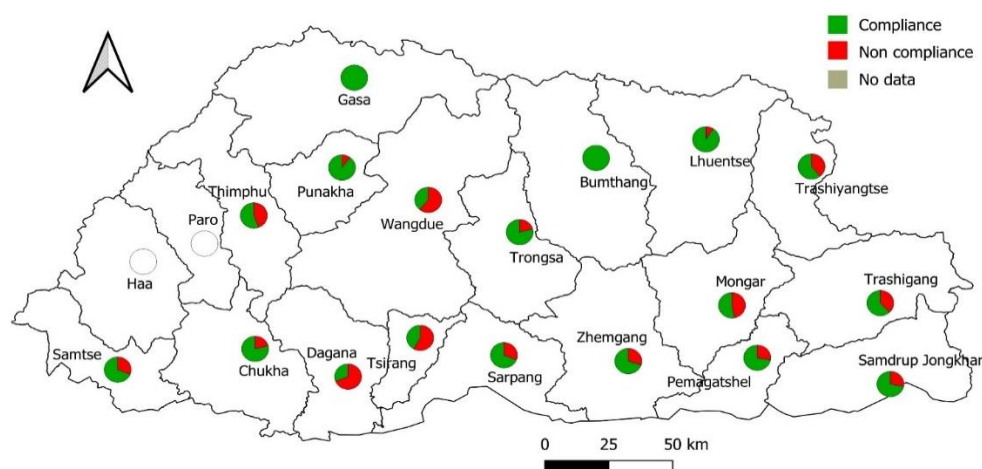 Compliance
Non compliance
No data
Gasa
Punakha
Thimphu
Paro
Haa
Wangdue
Trongsa
Bumthang
Lhuentse
Trashiyangtse
Mongar
Trashigang
Samtse
Chukha
Dagana
Tsirang
Sarpang
Zhemgang
Pemagatshel
Samdrup Jongkhar
0 25 50 km